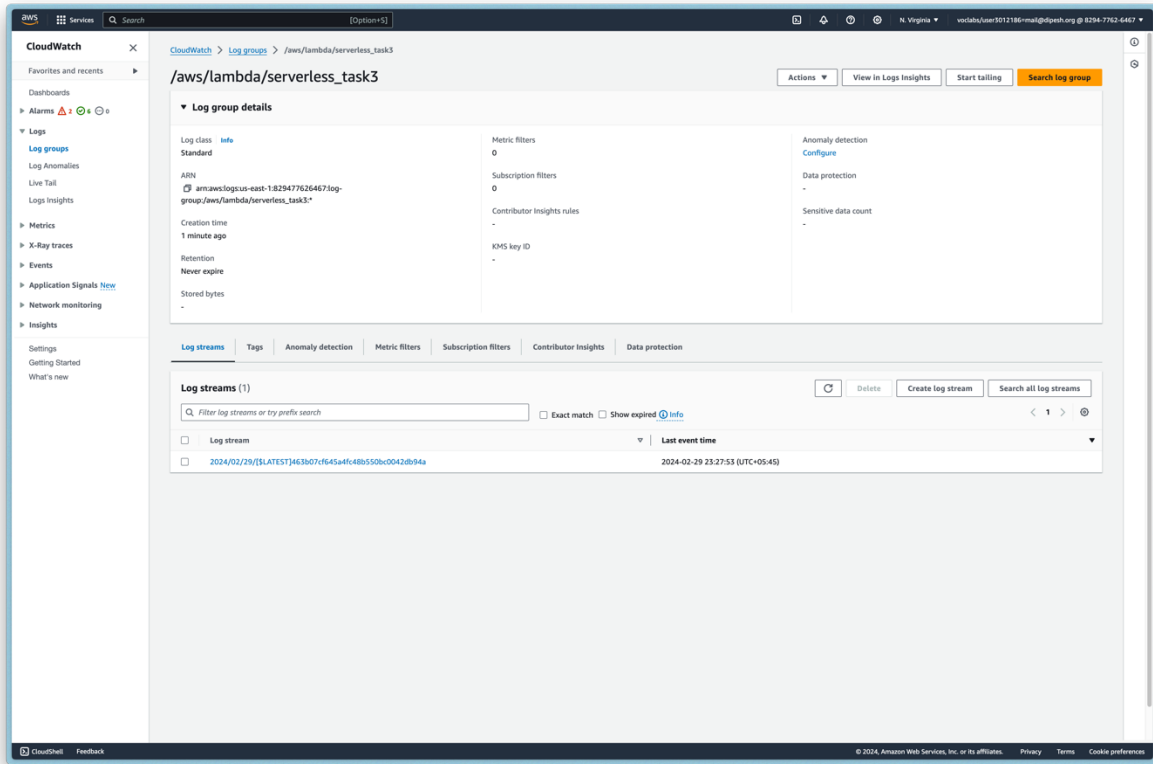 aws
Services
Search
[Option+S]
N. Virginia ▼
voclabs/user3012186=mail@dipesh.org @ 8294-7762-6467 ▼
CloudWatch
Favorites and recents
Dashboards
Alarms 2 6 0
Logs
Log groups
Log Anomalies
Live Tail
Logs Insights
Metrics
X-Ray traces
Events
Application Signals New
Network monitoring
Insights
Settings
Getting Started
What's new
CloudWatch > Log groups > /aws/lambda/serverless_task3
/aws/lambda/serverless_task3
Actions ▼
View in Logs Insights
Start tailing
Search log group
▼ Log group details
Log class Info
Standard
ARN
arn:aws:logs:us-east-1:829477626467:log-
group:/aws/lambda/serverless_task3:*
Creation time
1 minute ago
Retention
Never expire
Stored bytes
-
Metric filters
0
Subscription filters
0
Contributor Insights rules
-
KMS key ID
-
Anomaly detection
Configure
Data protection
-
Sensitive data count
-
Log streams
Tags
Anomaly detection
Metric filters
Subscription filters
Contributor Insights
Data protection
Log streams (1)
Delete
Create log stream
Search all log streams
Filter log streams or try prefix search
Exact match
Show expired
Info
< 1 >
Log stream
Last event time
2024/02/29/[$LATEST]463b07cf645a4fc48b550bc0042db94a
2024-02-29 23:27:53 (UTC+05:45)
CloudShell
Feedback
© 2024, Amazon Web Services, Inc. or its affiliates.
Privacy
Terms
Cookie preferences